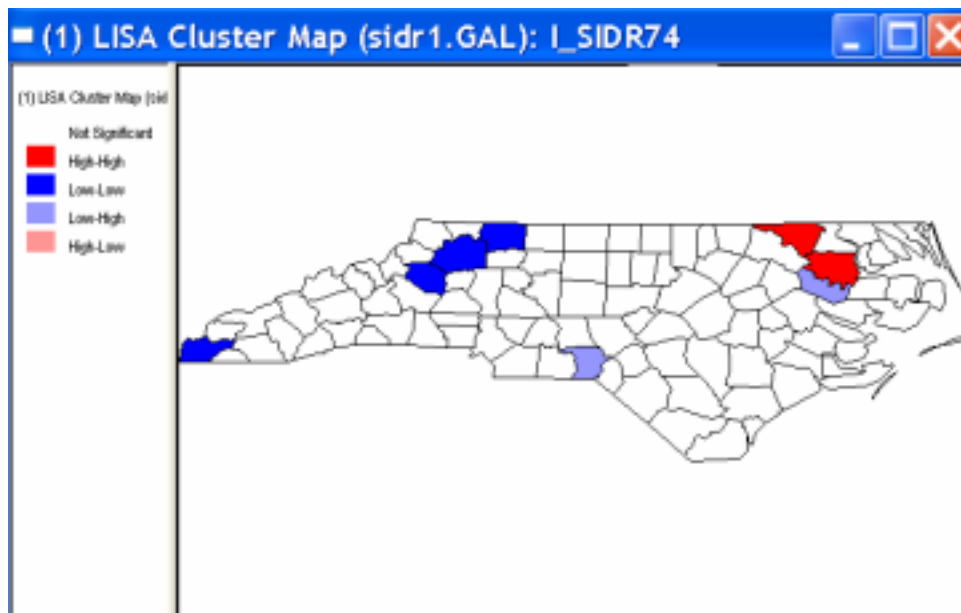 (1) LISA Cluster Map (sidr1.GAL): I_SIDR74
(1) LISA Cluster Map (sid
Not Significant
High-High
Low-Low
Low-High
High-Low